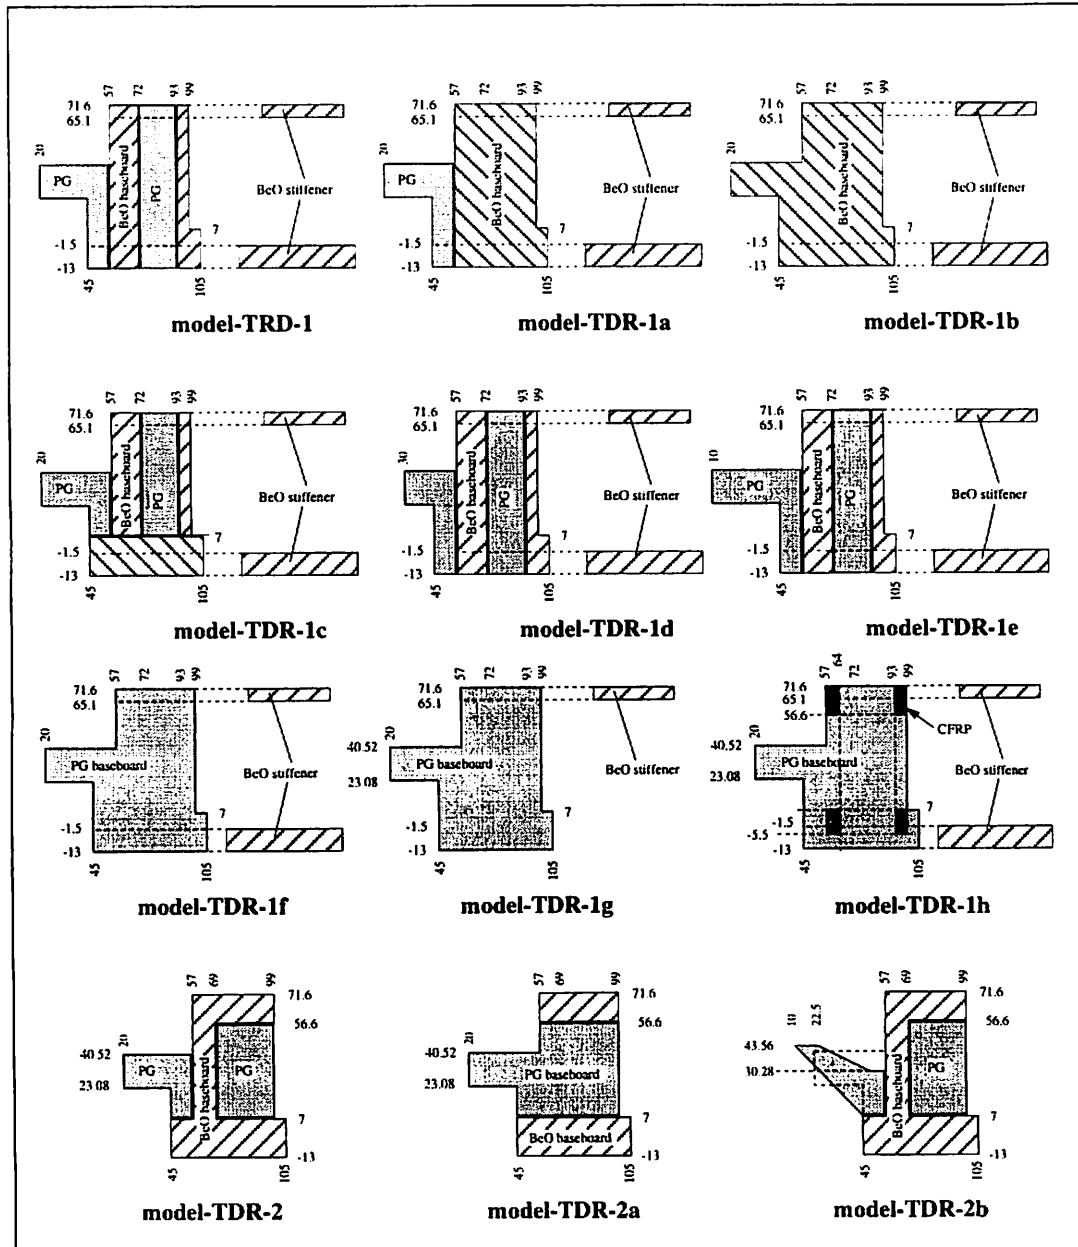 57 72 93 99
71.6
65.1
20
PG
BeO baseboard
PG
BeO stiffener
7
-1.5
-13
45
105
model-TRD-1
57 72 93 99
71.6
65.1
20
PG
BeO baseboard
BeO stiffener
7
-1.5
-13
45
105
model-TDR-1a
57 72 93 99
71.6
65.1
20
BeO baseboard
7
-1.5
-13
45
105
model-TDR-1b
57 72 93 99
71.6
65.1
20
PG
BeO baseboard
PG
BeO stiffener
7
-1.5
-13
45
105
model-TDR-1c
57 72 93 99
71.6
65.1
30
BeO baseboard
PG
BeO stiffener
7
-1.5
-13
45
105
model-TDR-1d
57 72 93 99
71.6
65.1
10
PG
BeO baseboard
PG
BeO stiffener
7
-1.5
-13
45
105
model-TDR-1e
57 72 93 99
71.6
65.1
20
PG baseboard
BeO stiffener
7
-1.5
-13
45
105
model-TDR-1f
57 72 93 99
71.6
65.1
20
40.52
PG baseboard
23.08
BeO stiffener
7
-1.5
-13
45
105
model-TDR-1g
57 64 72 93 99
71.6
65.1
56.6
CFRP
20
40.52
PG baseboard
23.08
BeO stiffener
7
-1.5
-5.5
-13
45
105
model-TDR-1h
57 69 99
71.6
56.6
20
40.52
PG
23.08
BeO baseboard
PG
7
-13
45
105
model-TDR-2
57 69 99
71.6
56.6
20
40.52
PG baseboard
23.08
7
BeO baseboard
-13
45
105
model-TDR-2a
57 69 99
71.6
56.6
10 22.5
43.56
30.28
BeO baseboard
PG
7
-13
45
105
model-TDR-2b